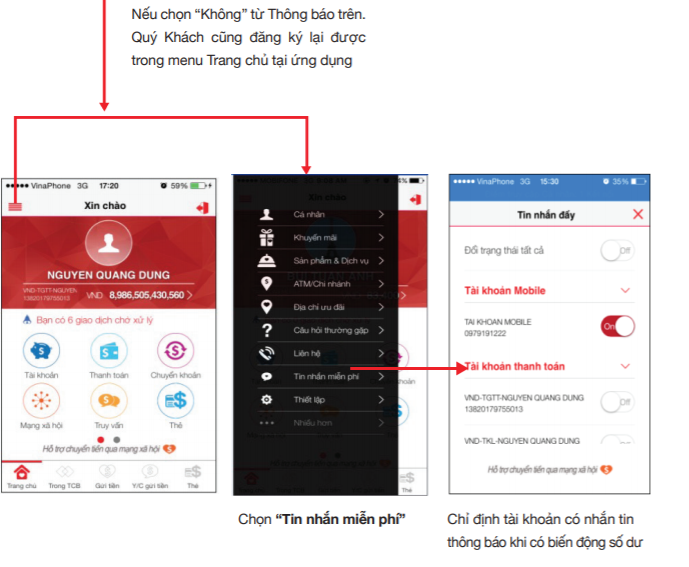 Nếu chọn “Không” từ Thông báo trên.
Quý Khách cũng đăng ký lại được
trong menu Trang chủ tại ứng dụng
VinaPhone 3G 17:20 59%
Xin chào
NGUYEN QUANG DUNG
VND-TGTT-NGUYEN-
13820179755013
VND 8,986,505,430,560 >
Bạn có 6 giao dịch chờ xử lý
Tài khoản Thanh toán Chuyển khoản
Mạng xã hội Truy vấn Thẻ
Hỗ trợ chuyển tiền qua mạng xã hội
Trang chủ Trong TCB Gửi tiền Y/C gửi tiền Thẻ
Xin chào
Cá nhân >
Khuyến mãi >
Sản phẩm & Dịch vụ >
ATM/Chi nhánh >
Địa chỉ ưu đãi >
Câu hỏi thường gặp >
Liên hệ >
Tin nhắn miễn phí >
Thiết lập >
Nhiều hơn >
Thẻ
Chọn “Tin nhắn miễn phí”
VinaPhone 3G 15:30 35%
Tin nhắn đẩy X
Đổi trạng thái tất cả Off
Tài khoản Mobile
TAI KHOAN MOBILE On
0979191222
Tài khoản thanh toán
VND-TGTT-NGUYEN QUANG DUNG Off
13820179755013
VND-TKL-NGUYEN QUANG DUNG
Hỗ trợ chuyển tiền qua mạng xã hội
Chỉ định tài khoản có nhắn tin
thông báo khi có biến động số dư